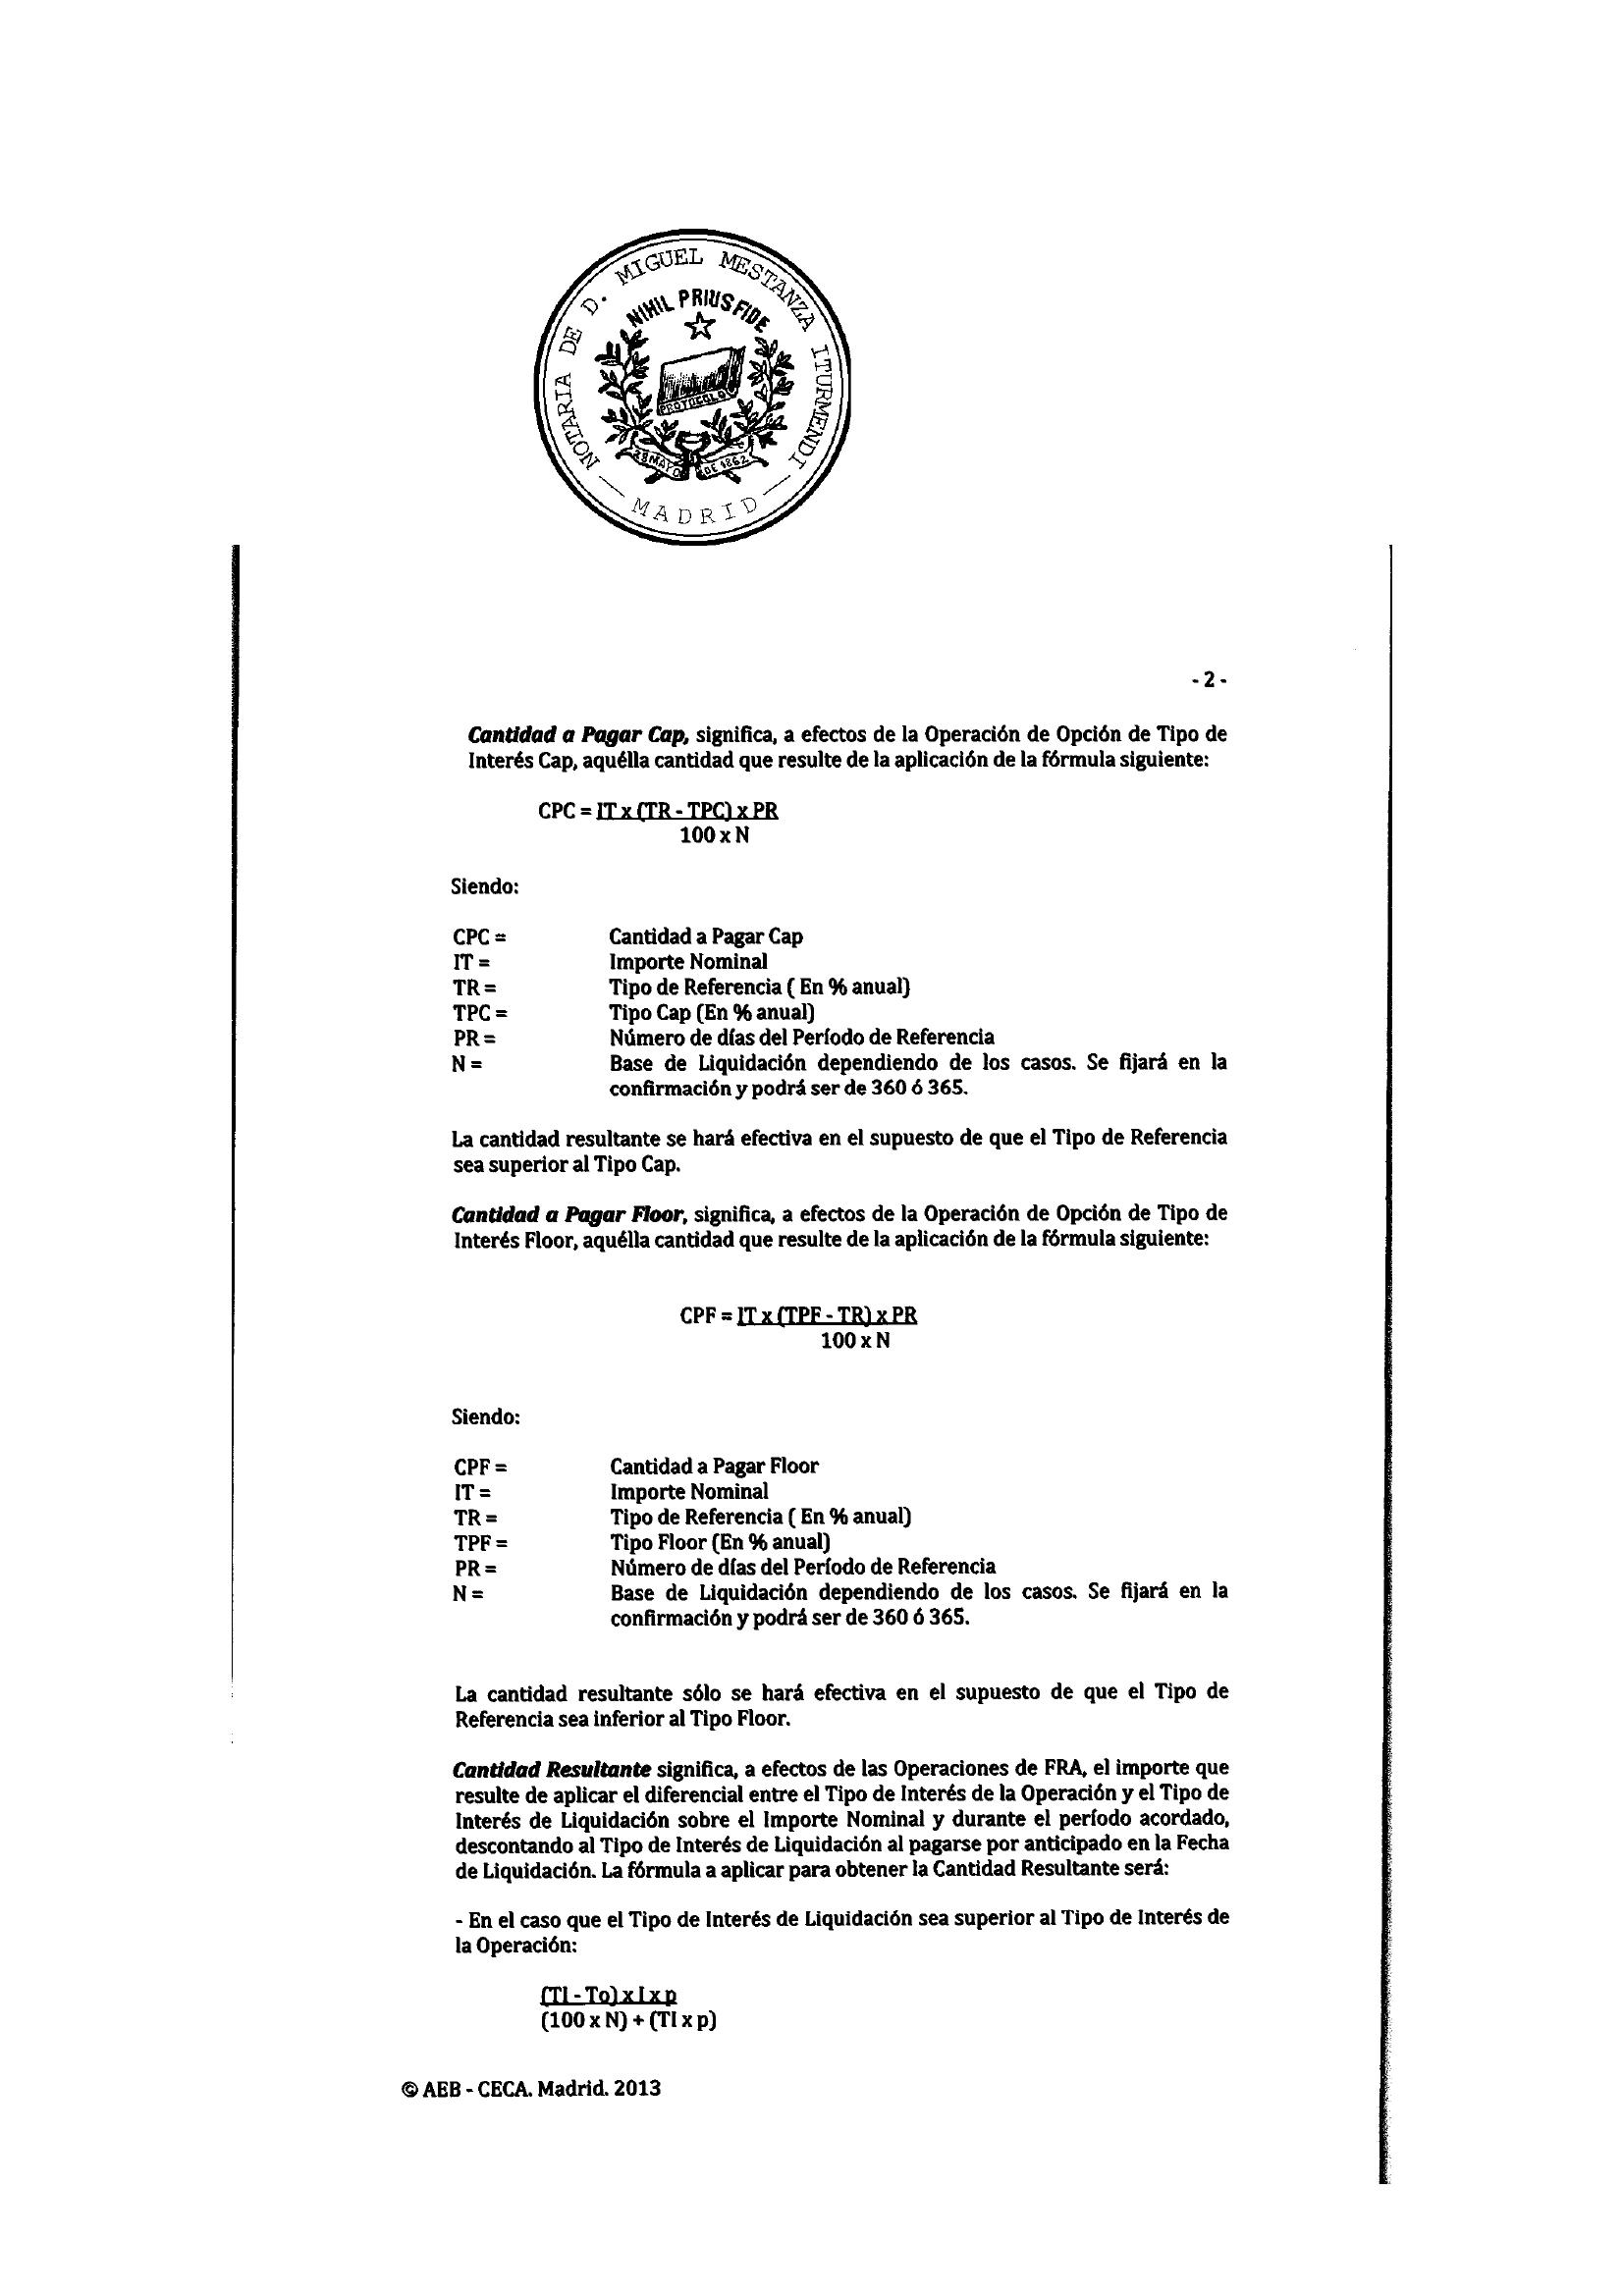 NOTARIA DE D. MIGUEL MESTANZA ITURMENDI
— MADRID —
NIHIL PRIUS FIDE
PROTOCOLO
28 MAYO DE 1862
- 2 -
Cantidad a Pagar Cap, significa, a efectos de la Operación de Opción de Tipo de
Interés Cap, aquélla cantidad que resulte de la aplicación de la fórmula siguiente:
CPC = IT x (TR - TPC) x PR
100 x N
Siendo:
CPC = Cantidad a Pagar Cap
IT = Importe Nominal
TR = Tipo de Referencia ( En % anual)
TPC = Tipo Cap (En % anual)
PR = Número de días del Período de Referencia
N = Base de Liquidación dependiendo de los casos. Se fijará en la
confirmación y podrá ser de 360 ó 365.
La cantidad resultante se hará efectiva en el supuesto de que el Tipo de Referencia
sea superior al Tipo Cap.
Cantidad a Pagar Floor, significa, a efectos de la Operación de Opción de Tipo de
Interés Floor, aquélla cantidad que resulte de la aplicación de la fórmula siguiente:
CPF = IT x (TPF - TR) x PR
100 x N
Siendo:
CPF = Cantidad a Pagar Floor
IT = Importe Nominal
TR = Tipo de Referencia ( En % anual)
TPF = Tipo Floor (En % anual)
PR = Número de días del Período de Referencia
N = Base de Liquidación dependiendo de los casos. Se fijará en la
confirmación y podrá ser de 360 ó 365.
La cantidad resultante sólo se hará efectiva en el supuesto de que el Tipo de
Referencia sea inferior al Tipo Floor.
Cantidad Resultante significa, a efectos de las Operaciones de FRA, el importe que
resulte de aplicar el diferencial entre el Tipo de Interés de la Operación y el Tipo de
Interés de Liquidación sobre el Importe Nominal y durante el período acordado,
descontando al Tipo de Interés de Liquidación al pagarse por anticipado en la Fecha
de Liquidación. La fórmula a aplicar para obtener la Cantidad Resultante será:
- En el caso que el Tipo de Interés de Liquidación sea superior al Tipo de Interés de
la Operación:
(Tl - To) x I x p
(100 x N) + (Tl x p)
© AEB - CECA. Madrid. 2013